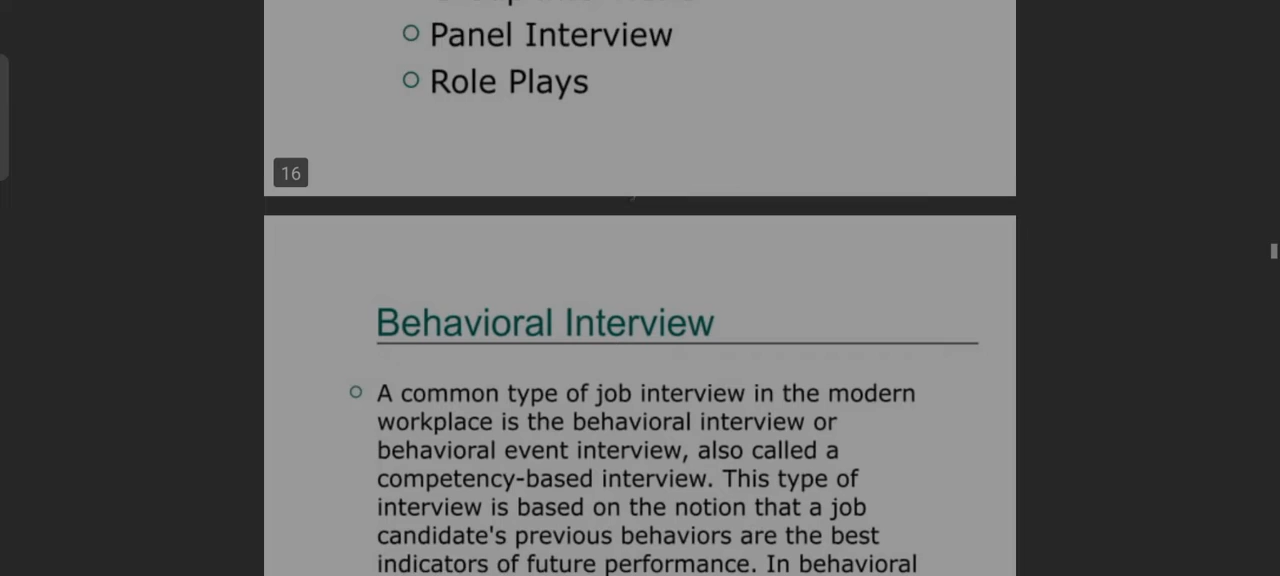 Panel Interview
Role Plays
16
Behavioral Interview
A common type of job interview in the modern
workplace is the behavioral interview or
behavioral event interview, also called a
competency-based interview. This type of
interview is based on the notion that a job
candidate's previous behaviors are the best
indicators of future performance. In behavioral